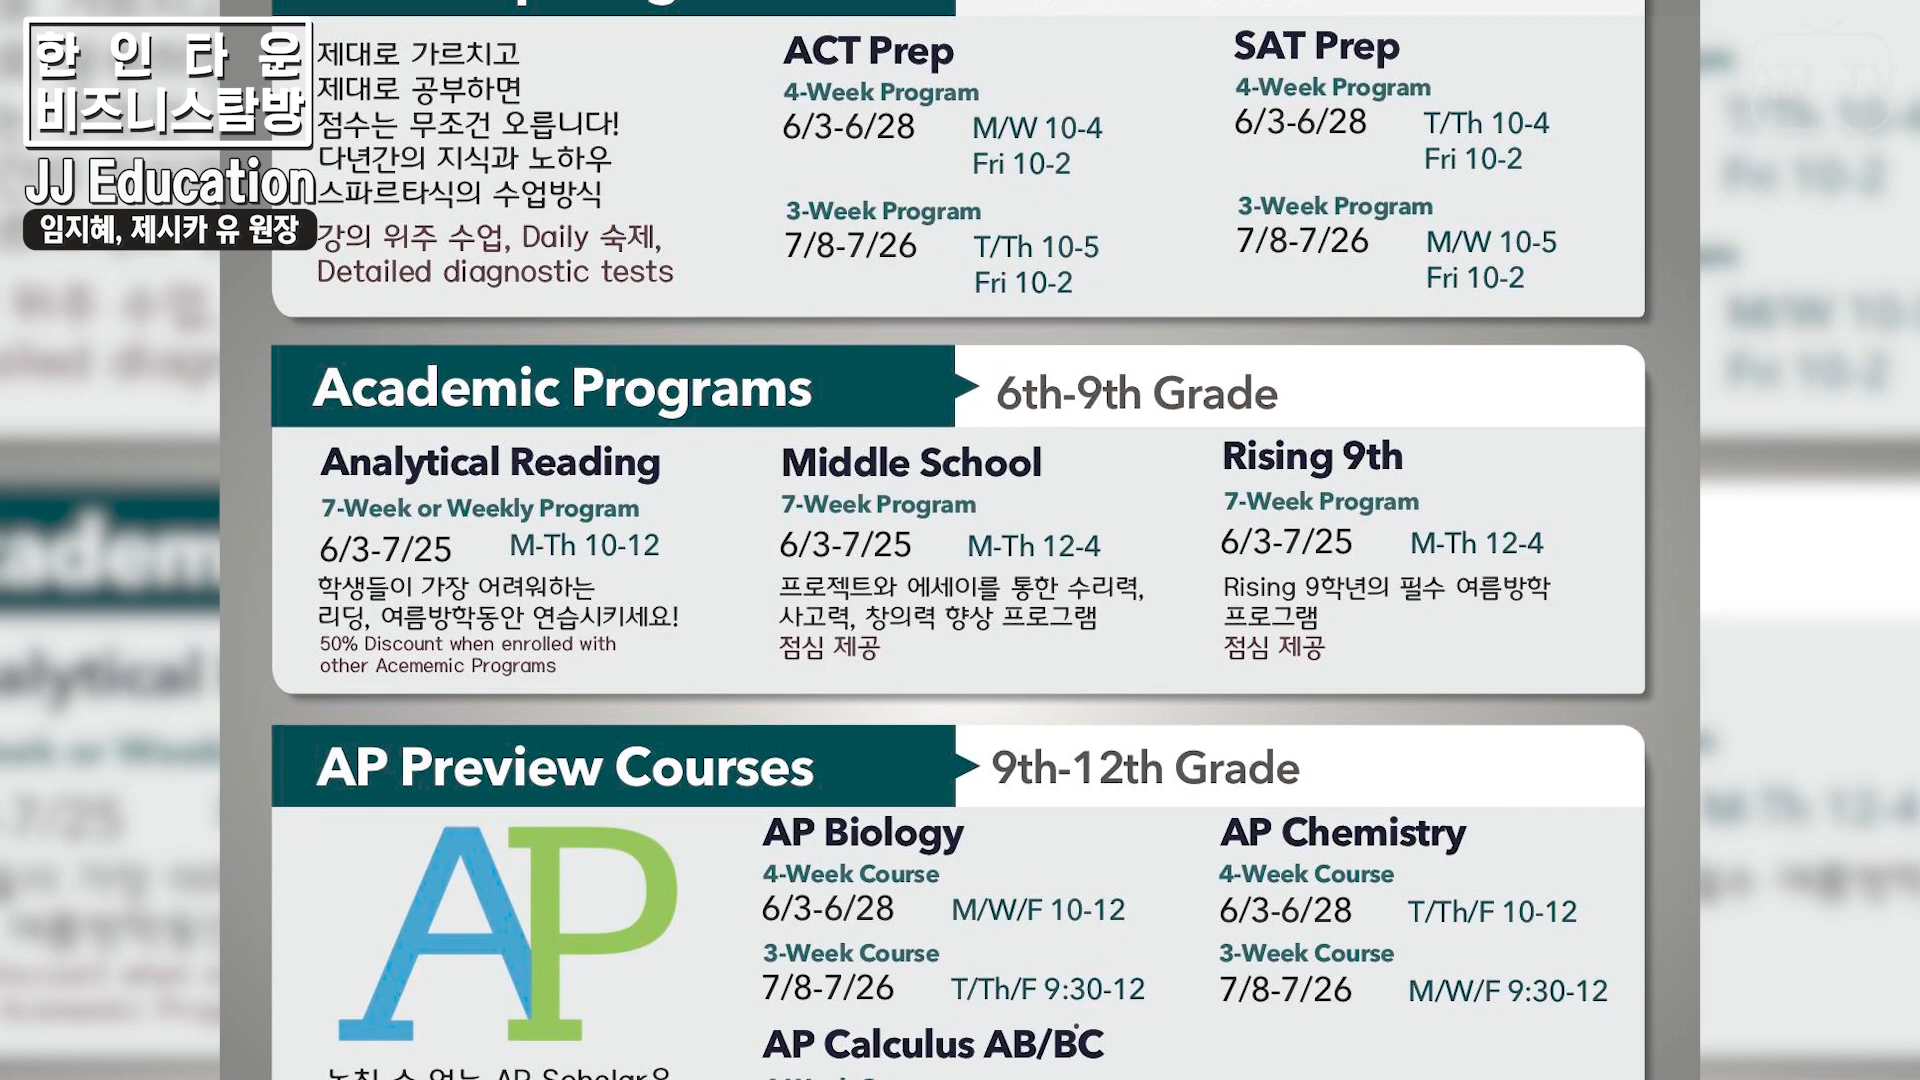 한인타운
비즈니스탐방
JJ Education
임지혜, 제시카 유 원장
제대로 가르치고
제대로 공부하면
점수는 무조건 오릅니다!
다년간의 지식과 노하우
스파르타식의 수업방식
강의 위주 수업, Daily 숙제,
Detailed diagnostic tests
ACT Prep
4-Week Program
6/3-6/28 M/W 10-4
Fri 10-2
3-Week Program
7/8-7/26 T/Th 10-5
Fri 10-2
SAT Prep
4-Week Program
6/3-6/28 T/Th 10-4
Fri 10-2
3-Week Program
7/8-7/26 M/W 10-5
Fri 10-2
Academic Programs
6th-9th Grade
Analytical Reading
7-Week or Weekly Program
6/3-7/25 M-Th 10-12
학생들이 가장 어려워하는
리딩, 여름방학동안 연습시키세요!
50% Discount when enrolled with
other Acememic Programs
Middle School
7-Week Program
6/3-7/25 M-Th 12-4
프로젝트와 에세이를 통한 수리력,
사고력, 창의력 향상 프로그램
점심 제공
Rising 9th
7-Week Program
6/3-7/25 M-Th 12-4
Rising 9학년의 필수 여름방학
프로그램
점심 제공
AP Preview Courses
9th-12th Grade
AP
AP Biology
4-Week Course
6/3-6/28 M/W/F 10-12
3-Week Course
7/8-7/26 T/Th/F 9:30-12
AP Chemistry
4-Week Course
6/3-6/28 T/Th/F 10-12
3-Week Course
7/8-7/26 M/W/F 9:30-12
AP Calculus AB/BC